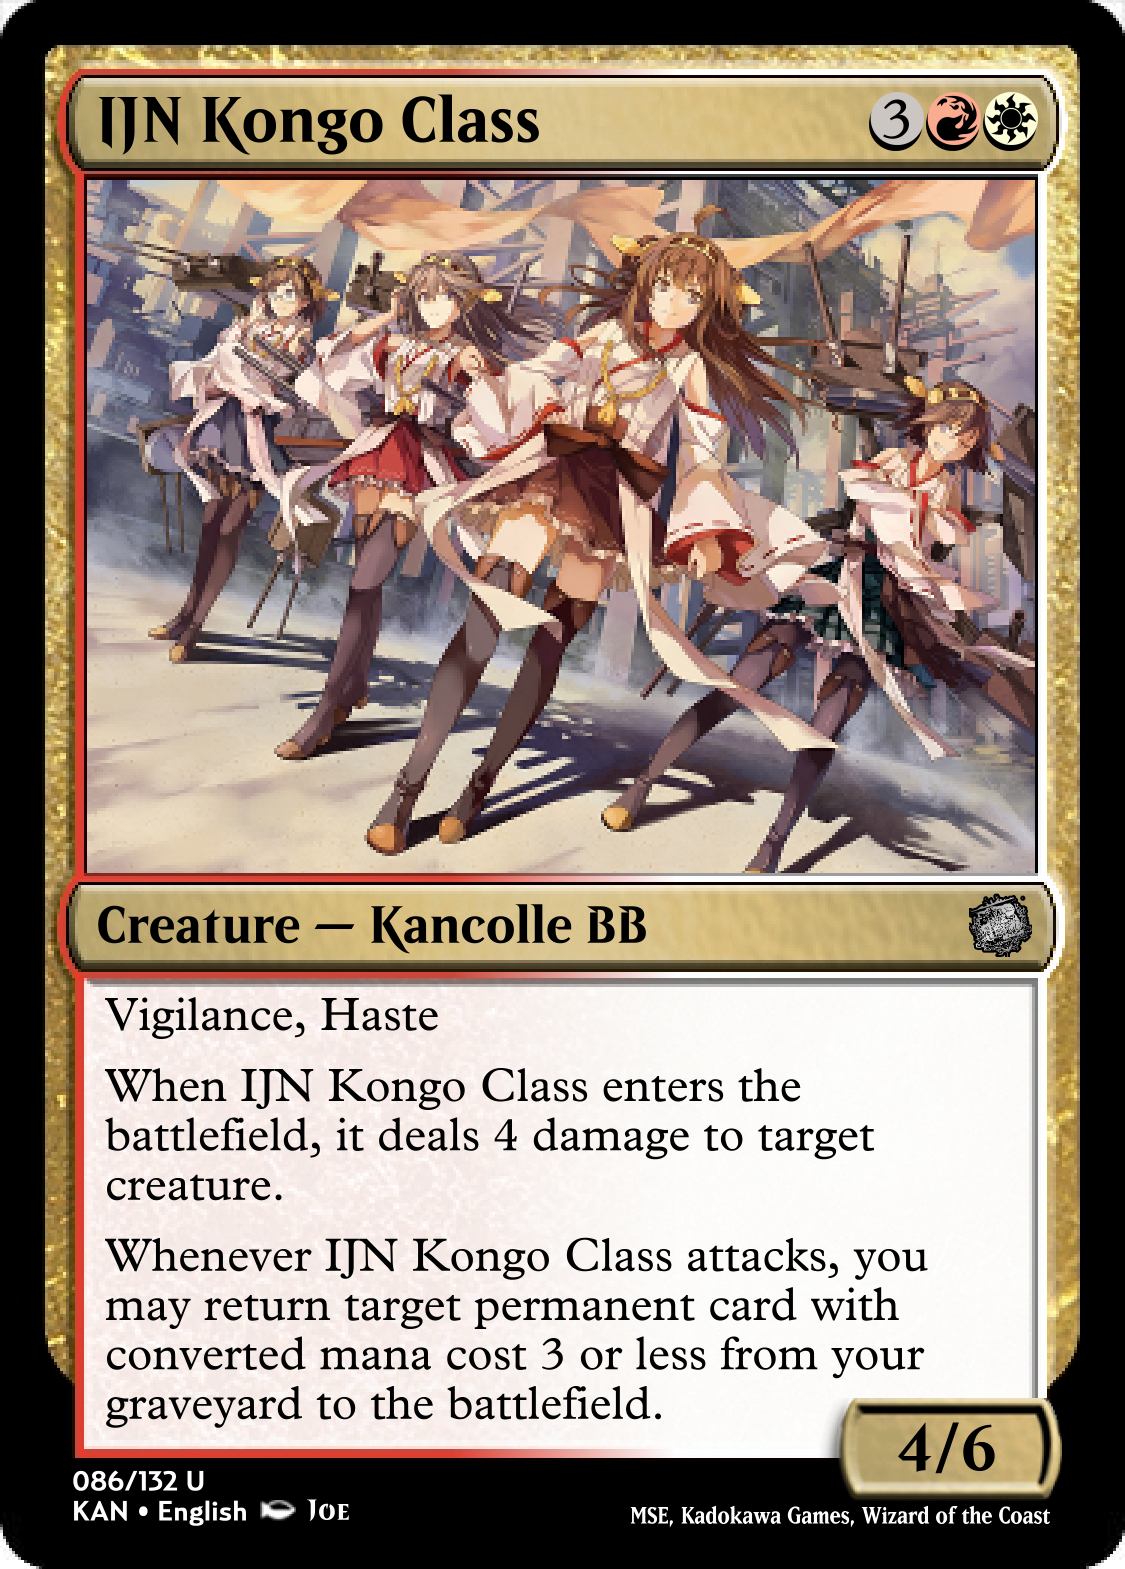 IJN Kongo Class 3
Creature — Kancolle BB
Vigilance, Haste
When IJN Kongo Class enters the
battlefield, it deals 4 damage to target
creature.
Whenever IJN Kongo Class attacks, you
may return target permanent card with
converted mana cost 3 or less from your
graveyard to the battlefield.
4/6
086/132 U
KAN • English JOE
MSE, Kadokawa Games, Wizard of the Coast